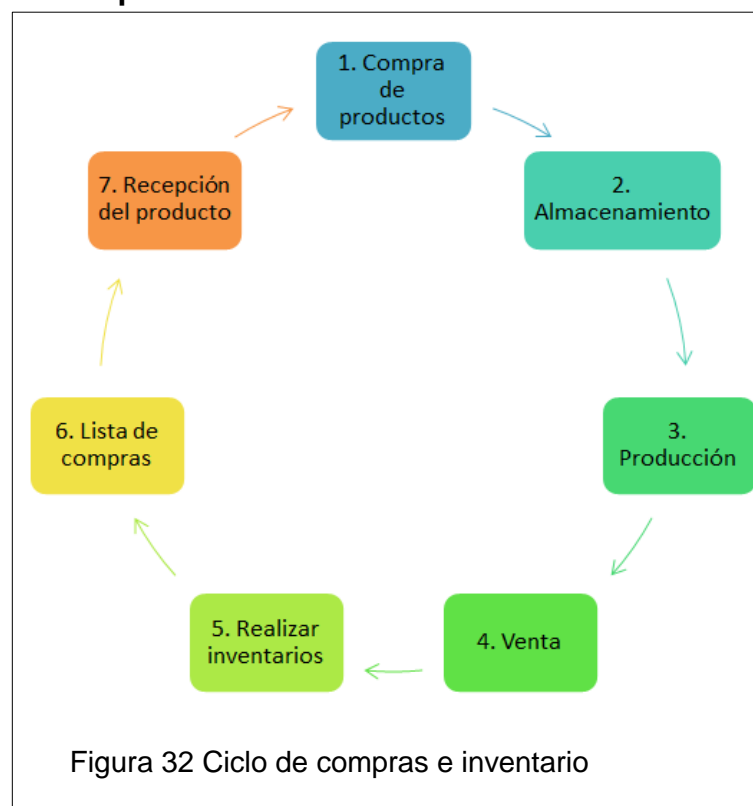 1. Compra
de
productos
2.
Almacenamiento
3.
Producción
4. Venta
5. Realizar
inventarios
6. Lista de
compras
7. Recepción
del producto
Figura 32 Ciclo de compras e inventario